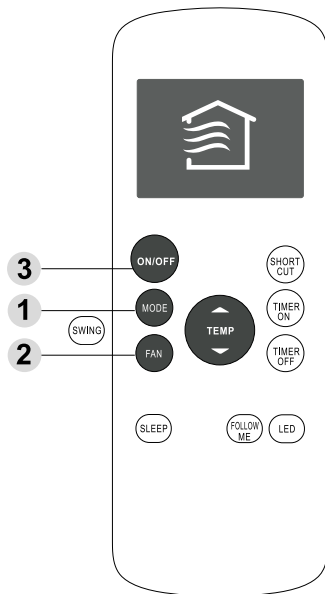 3
ON/OFF
SHORT
CUT
1
MODE
TIMER
ON
SWING
TEMP
2
FAN
TIMER
OFF
SLEEP
FOLLOW
ME
LED